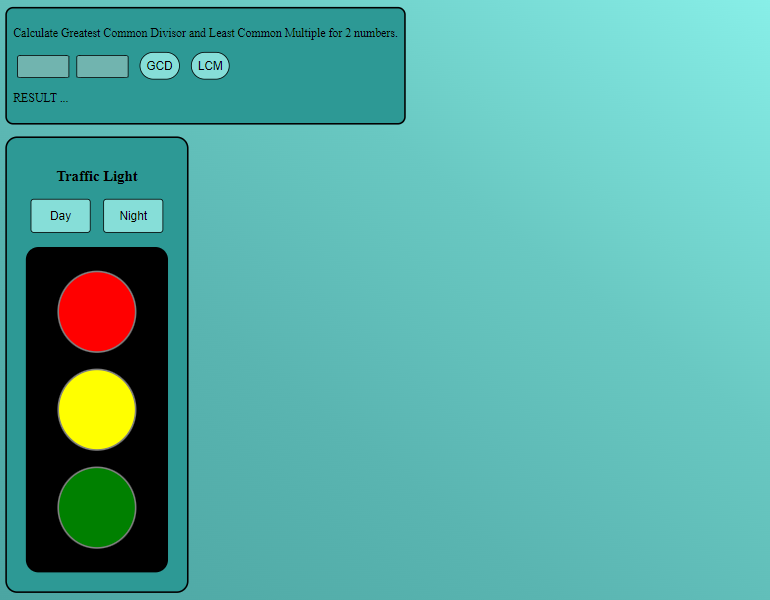 Calculate Greatest Common Divisor and Least Common Multiple for 2 numbers.
GCD LCM
RESULT ...
Traffic Light
Day Night